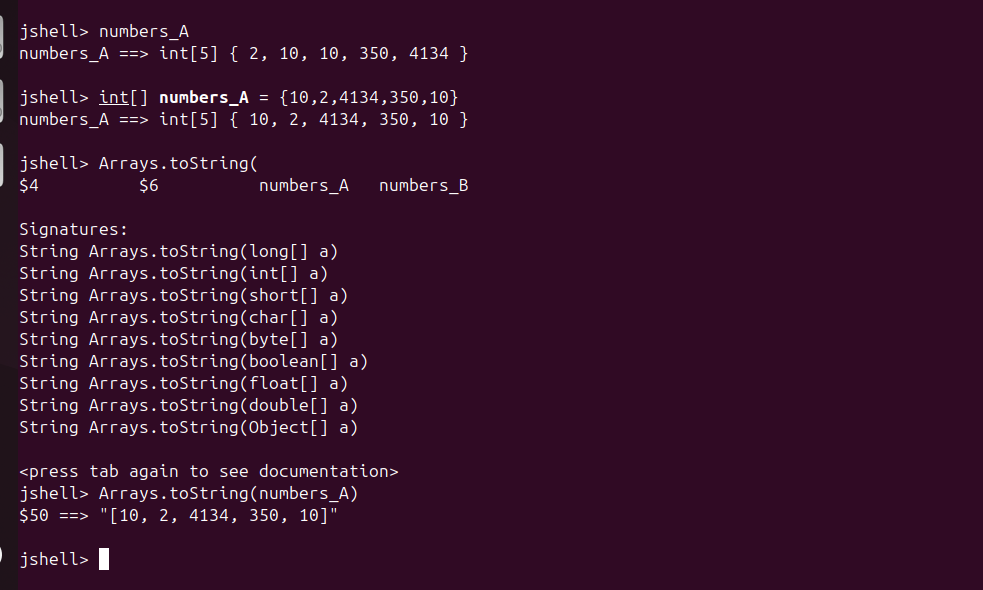 jshell> numbers_A
numbers_A ==> int[5] { 2, 10, 10, 350, 4134 }
jshell> int[] numbers_A = {10,2,4134,350,10}
numbers_A ==> int[5] { 10, 2, 4134, 350, 10 }
jshell> Arrays.toString(
$4 $6 numbers_A numbers_B
Signatures:
String Arrays.toString(long[] a)
String Arrays.toString(int[] a)
String Arrays.toString(short[] a)
String Arrays.toString(char[] a)
String Arrays.toString(byte[] a)
String Arrays.toString(boolean[] a)
String Arrays.toString(float[] a)
String Arrays.toString(double[] a)
String Arrays.toString(Object[] a)
<press tab again to see documentation>
jshell> Arrays.toString(numbers_A)
$50 ==> "[10, 2, 4134, 350, 10]"
jshell>